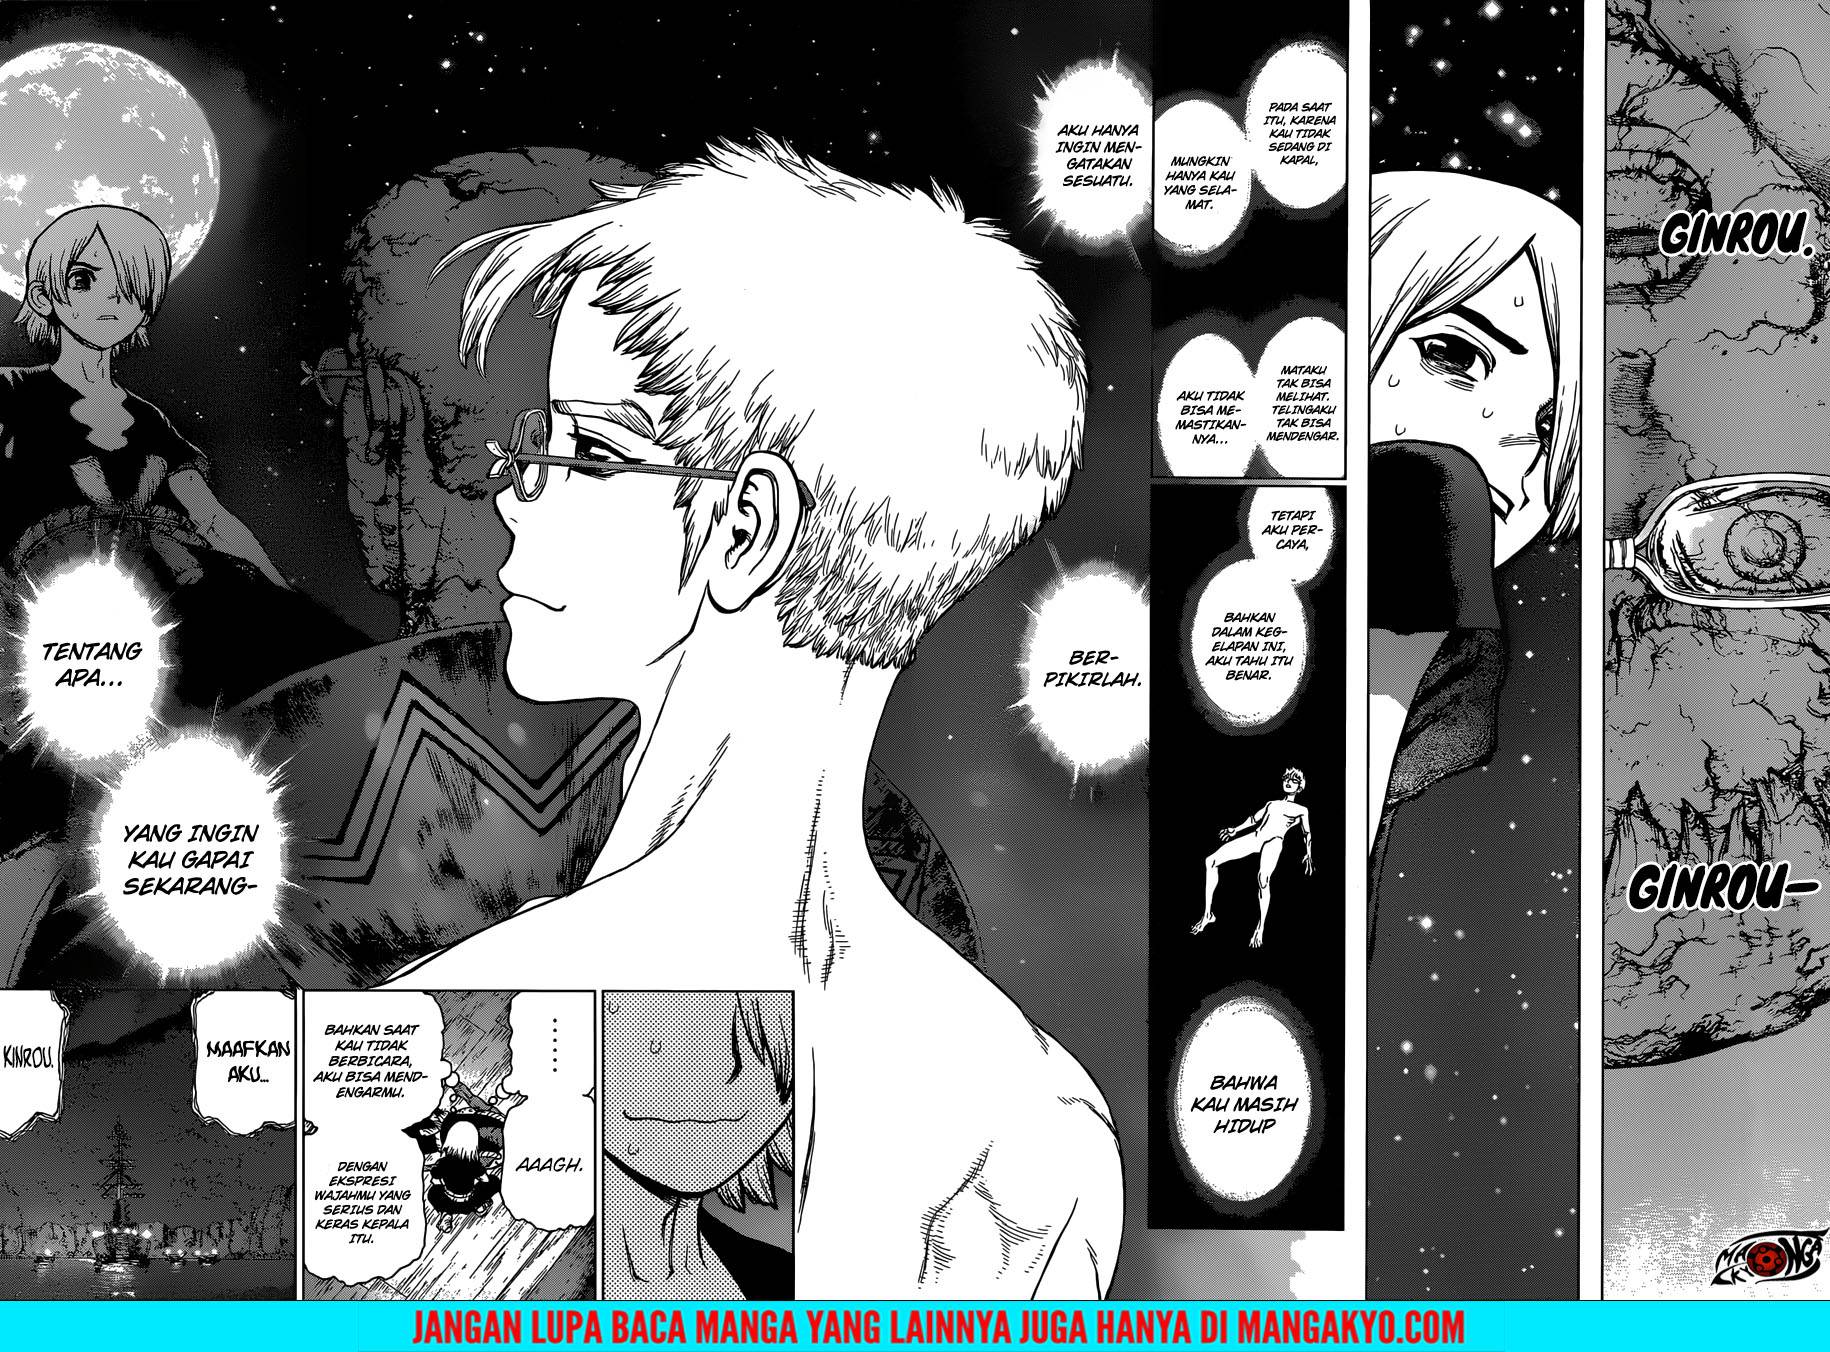 GINROU.
GINROU—
PADA SAAT
ITU, KARENA
KAU TIDAK
SEDANG DI
KAPAL,
MUNGKIN
HANYA KAU
YANG SELA-
MAT.
MATAKU
TAK BISA
MELIHAT.
TELINGAKU
TAK BISA
MENDENGAR.
AKU TIDAK
BISA ME-
MASTIKAN-
NYA...
TETAPI
AKU PER-
CAYA,
BAHKAN
DALAM KEG-
ELAPAN INI,
AKU TAHU ITU
BENAR.
BAHWA
KAU MASIH
HIDUP
AKU HANYA
INGIN MEN-
GATAKAN
SESUATU.
BER-
PIKIRLAH.
TENTANG
APA...
YANG INGIN
KAU GAPAI
SEKARANG-
.......
AAAGH.
BAHKAN SAAT
KAU TIDAK
BERBICARA,
AKU BISA MEND-
ENGARMU.
DENGAN
EKSPRESI
WAJAHMU YANG
SERIUS DAN
KERAS KEPALA
ITU.
MAAFKAN
AKU...
KINROU.
MANGA
KYO
JANGAN LUPA BACA MANGA YANG LAINNYA JUGA HANYA DI MANGAKYO.COM